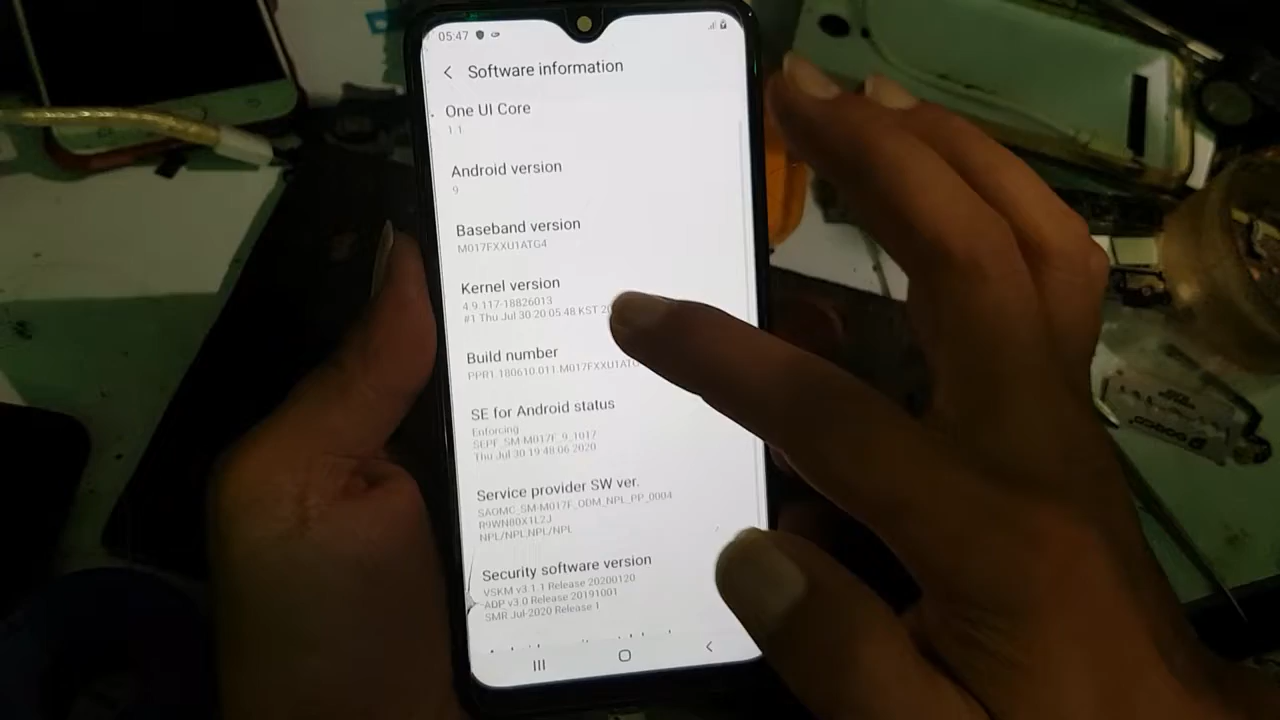 05:47
Software information
One UI Core
1.1
Android version
9
Baseband version
M017FXXU1ATG4
Kernel version
4.9.117-18826013
#1 Thu Jul 30 20:05:48 KST 20
Build number
PPR1.180610.011.M017FXXU1ATG
SE for Android status
Enforcing
SEPF_SM-M017F_9_1017
Thu Jul 30 19:48:06 2020
Service provider SW ver.
SAOMC_SM-M017F_ODM_NPL_PP_0004
R9WN80X1L2J
NPL/NPL,NPL/NPL
Security software version
VSKM v3.1.1 Release 20200120
ADP v3.0 Release 20191001
SMR Jul-2020 Release 1